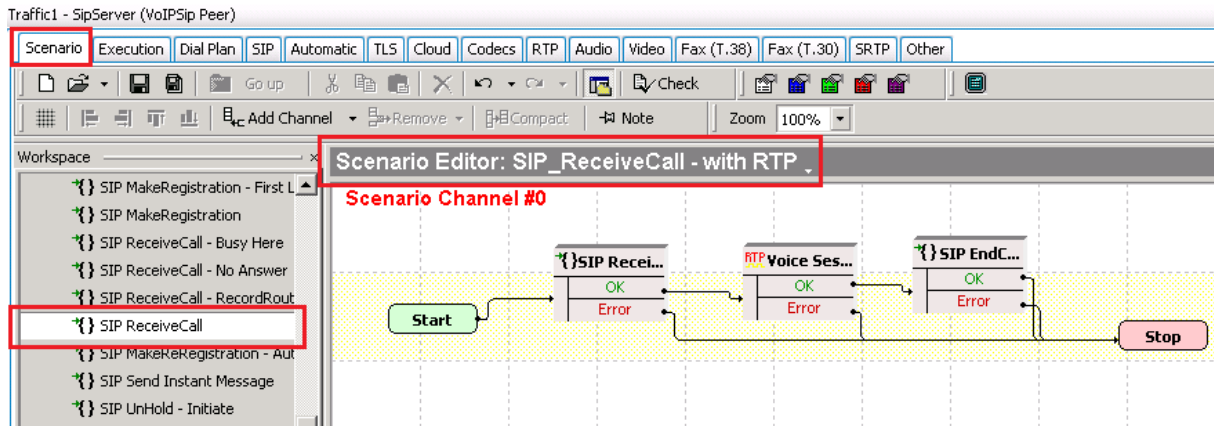 Traffic1 - SipServer (VoIPSip Peer)
Scenario Execution Dial Plan SIP Automatic TLS Cloud Codecs RTP Audio Video Fax (T.38) Fax (T.30) SRTP Other
Go up Check
Add Channel Remove Compact Note Zoom 100%
Workspace
{} SIP MakeRegistration - First L
{} SIP MakeRegistration
{} SIP ReceiveCall - Busy Here
{} SIP ReceiveCall - No Answer
{} SIP ReceiveCall - RecordRout
{} SIP ReceiveCall
{} SIP MakeReRegistration - Aut
{} SIP Send Instant Message
{} SIP UnHold - Initiate
Scenario Editor: SIP_ReceiveCall - with RTP
Scenario Channel #0
Start
{}SIP Recei...
OK
Error
RTP Voice Ses...
OK
Error
{} SIP EndC...
OK
Error
Stop